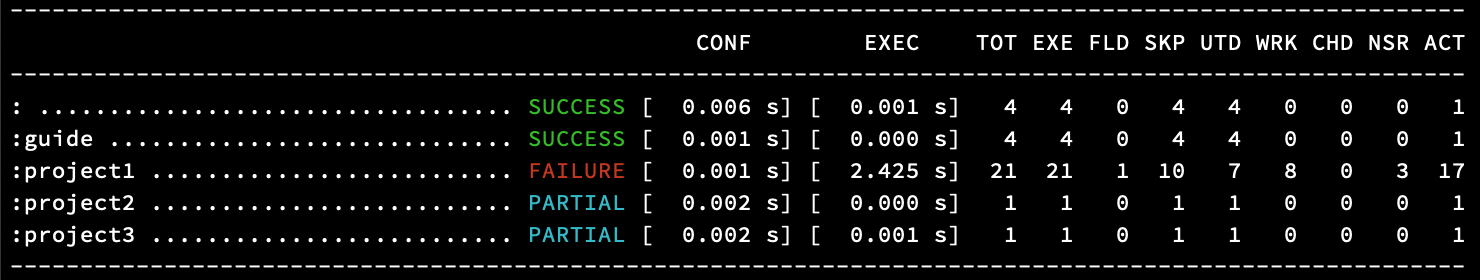 --------------------------------------------------------------------------------------------------------
                                                 CONF        EXEC    TOT EXE FLD SKP UTD WRK CHD NSR ACT
--------------------------------------------------------------------------------------------------------
: .................................. SUCCESS [  0.006 s] [  0.001 s]   4   4   0   4   4   0   0   0   1
:guide ............................. SUCCESS [  0.001 s] [  0.000 s]   4   4   0   4   4   0   0   0   1
:project1 .......................... FAILURE [  0.001 s] [  2.425 s]  21  21   1  10   7   8   0   3  17
:project2 .......................... PARTIAL [  0.002 s] [  0.000 s]   1   1   0   1   1   0   0   0   1
:project3 .......................... PARTIAL [  0.002 s] [  0.001 s]   1   1   0   1   1   0   0   0   1
--------------------------------------------------------------------------------------------------------